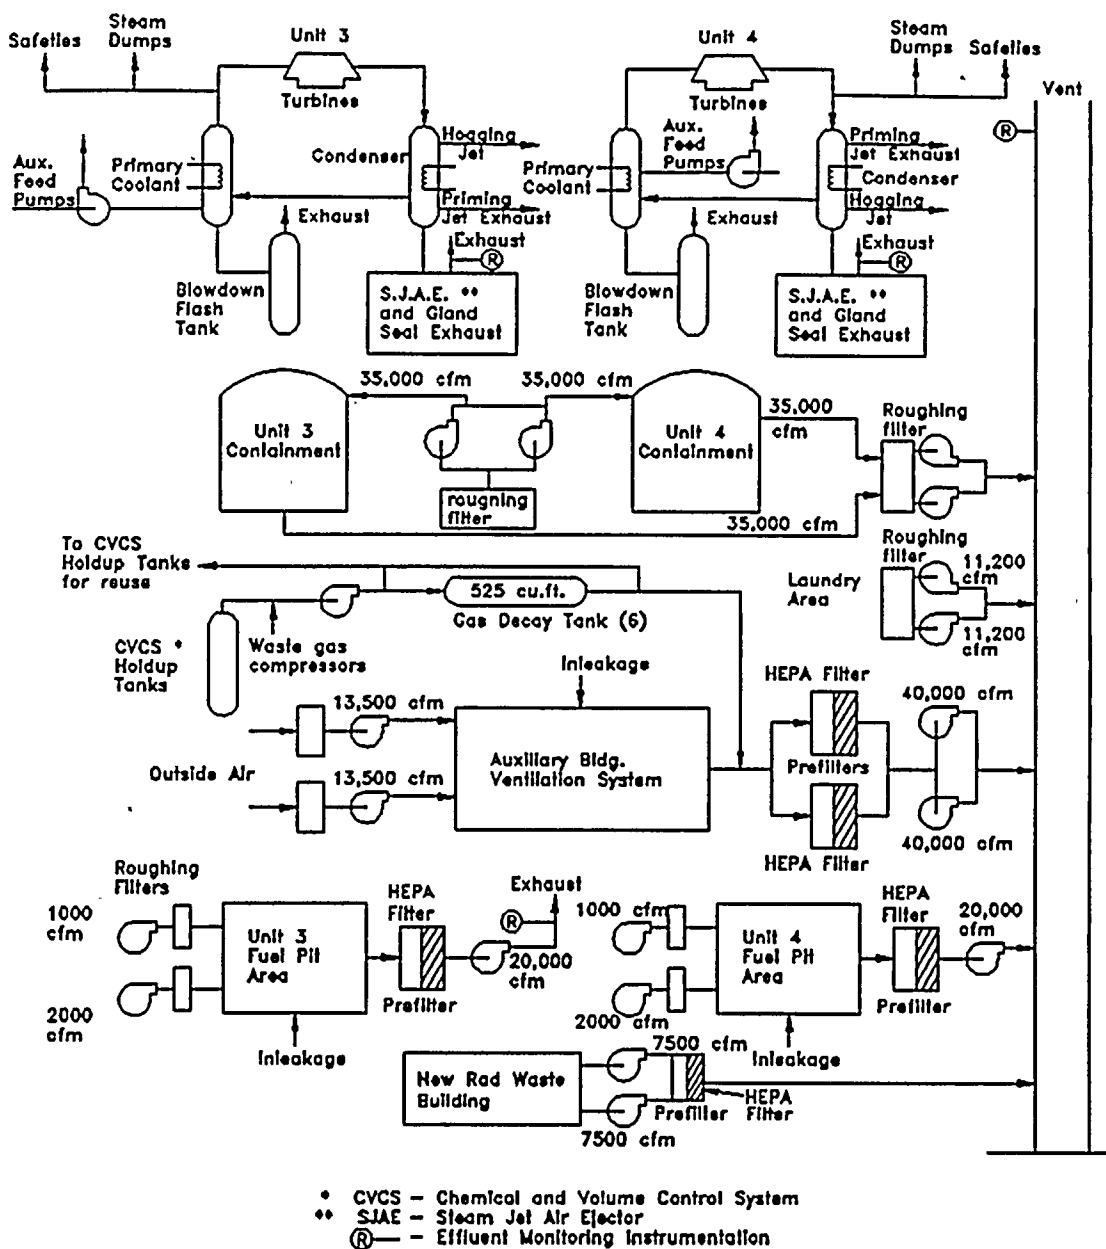 Safeties
Steam
Dumps
Unit 3
Turbines
Unit 4
Turbines
Steam
Dumps
Safeties
Vent
R
Aux.
Feed
Pumps
Primary
Coolant
Condenser
Hogging
Jet
Priming
Jet Exhaust
Exhaust
Exhaust
R
Blowdown
Flash
Tank
S.J.A.E. **
and Gland
Seal Exhaust
Primary
Coolant
Aux.
Feed
Pumps
Priming
Jet Exhaust
Condenser
Hogging
Jet
Exhaust
Exhaust
R
Blowdown
Flash
Tank
S.J.A.E. **
and Gland
Seal Exhaust
35,000 cfm
35,000 cfm
Unit 3
Containment
roughing
filter
Unit 4
Containment
35,000
cfm
35,000 cfm
Roughing
filter
To CVCS
Holdup Tanks
for reuse
525 cu.ft.
Gas Decay Tank (6)
CVCS *
Holdup
Tanks
Waste gas
compressors
Roughing
filter
Laundry
Area
11,200
cfm
11,200
cfm
Inleakage
13,500 cfm
Outside Air
13,500 cfm
Auxiliary Bldg.
Ventilation System
HEPA Filter
Prefilters
HEPA Filter
40,000 cfm
40,000 cfm
Roughing
Filters
1000
cfm
2000
cfm
Unit 3
Fuel Pit
Area
Inleakage
HEPA
Filter
Prefilter
Exhaust
R
20,000
cfm
1000 cfm
2000 cfm
Unit 4
Fuel Pit
Area
Inleakage
HEPA
Filter
Prefilter
20,000
cfm
New Rad Waste
Building
7500 cfm
7500 cfm
Prefilter
HEPA
Filter
* CVCS – Chemical and Volume Control System
** SJAE – Steam Jet Air Ejector
R – Effluent Monitoring Instrumentation